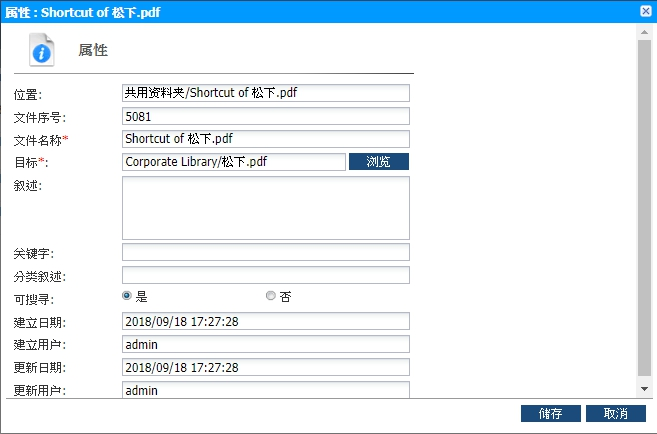 属性 : Shortcut of 松下.pdf
属性
位置: 共用资料夹/Shortcut of 松下.pdf
文件序号: 5081
文件名称* Shortcut of 松下.pdf
目标*: Corporate Library/松下.pdf 浏览
叙述:
关键字:
分类叙述:
可搜寻: 是 否
建立日期: 2018/09/18 17:27:28
建立用户: admin
更新日期: 2018/09/18 17:27:28
更新用户: admin
储存 取消